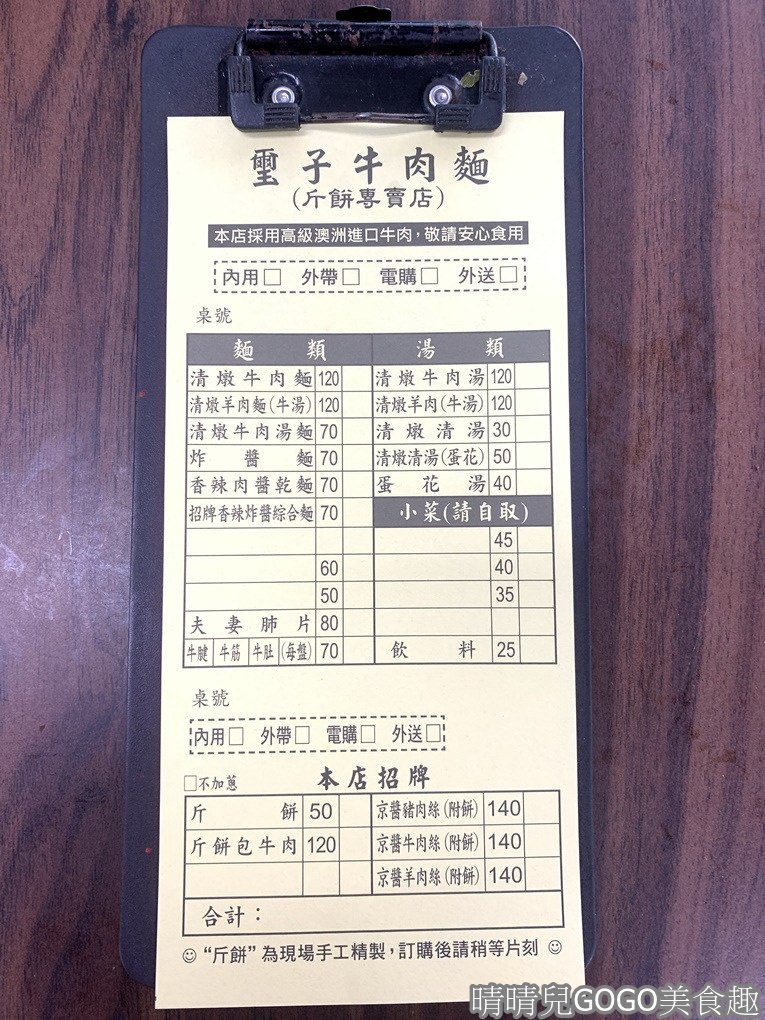 璽子牛肉麵
(斤餅專賣店)
本店採用高級澳洲進口牛肉，敬請安心食用
內用□ 外帶□ 電購□ 外送□
桌號
麵類 湯類
清燉牛肉麵 120 清燉牛肉湯 120
清燉羊肉麵(牛湯) 120 清燉羊肉(牛湯) 120
清燉牛肉湯麵 70 清燉清湯 30
炸醬麵 70 清燉清湯(蛋花) 50
香辣肉醬乾麵 70 蛋花湯 40
招牌香辣炸醬綜合麵 70 小菜(請自取)
45
60 40
50 35
夫妻肺片 80
牛腱 牛筋 牛肚 (每盤) 70 飲料 25
桌號
內用□ 外帶□ 電購□ 外送□
□不加蔥 本店招牌
斤餅 50 京醬豬肉絲(附餅) 140
斤餅包牛肉 120 京醬牛肉絲(附餅) 140
京醬羊肉絲(附餅) 140
合計：
☺“斤餅”為現場手工精製，訂購後請稍等片刻☺
晴晴兒GOGO美食趣